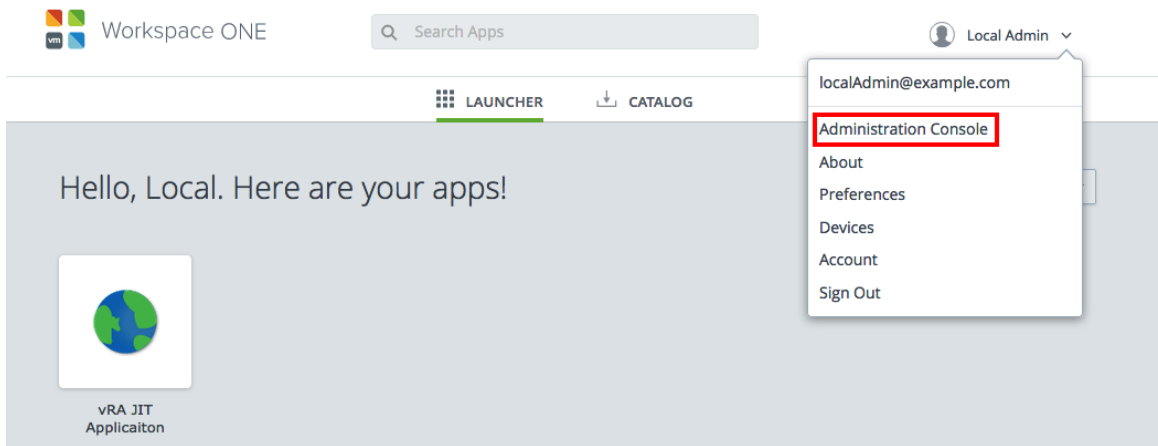 vm
Workspace ONE
Search Apps
Local Admin
localAdmin@example.com
LAUNCHER
CATALOG
Administration Console
About
Preferences
Devices
Account
Sign Out
Hello, Local. Here are your apps!
vRA JIT
Applicaiton